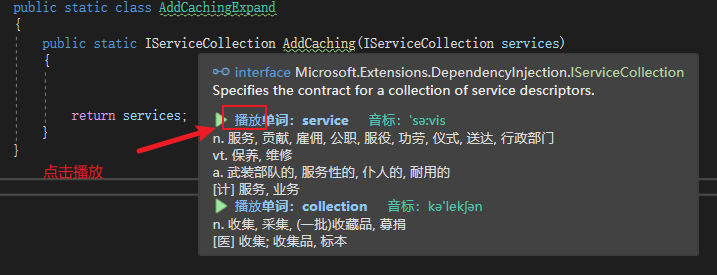 public static class AddCachingExpand
{
public static IServiceCollection AddCaching(IServiceCollection services)
{
interface Microsoft.Extensions.DependencyInjection.IServiceCollection
Specifies the contract for a collection of service descriptors.
return services;
}
}
播放单词：service 音标：'sə:vis
n. 服务, 贡献, 雇佣, 公职, 服役, 功劳, 仪式, 送达, 行政部门
vt. 保养, 维修
a. 武装部队的, 服务性的, 仆人的, 耐用的
[计] 服务, 业务
播放单词：collection 音标：kə'lekʃən
n. 收集, 采集, (一批)收藏品, 募捐
[医] 收集; 收集品, 标本
点击播放